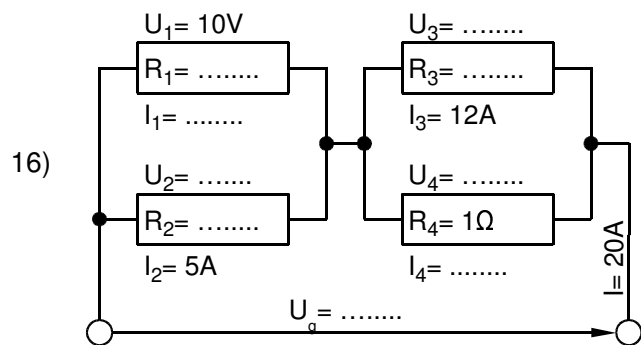 16)
U1= 10V
R1= ........
I1= ........
U2= ........
R2= ........
I2= 5A
U3= ........
R3= ........
I3= 12A
U4= ........
R4= 1Ω
I4= ........
I= 20A
Ug= ........